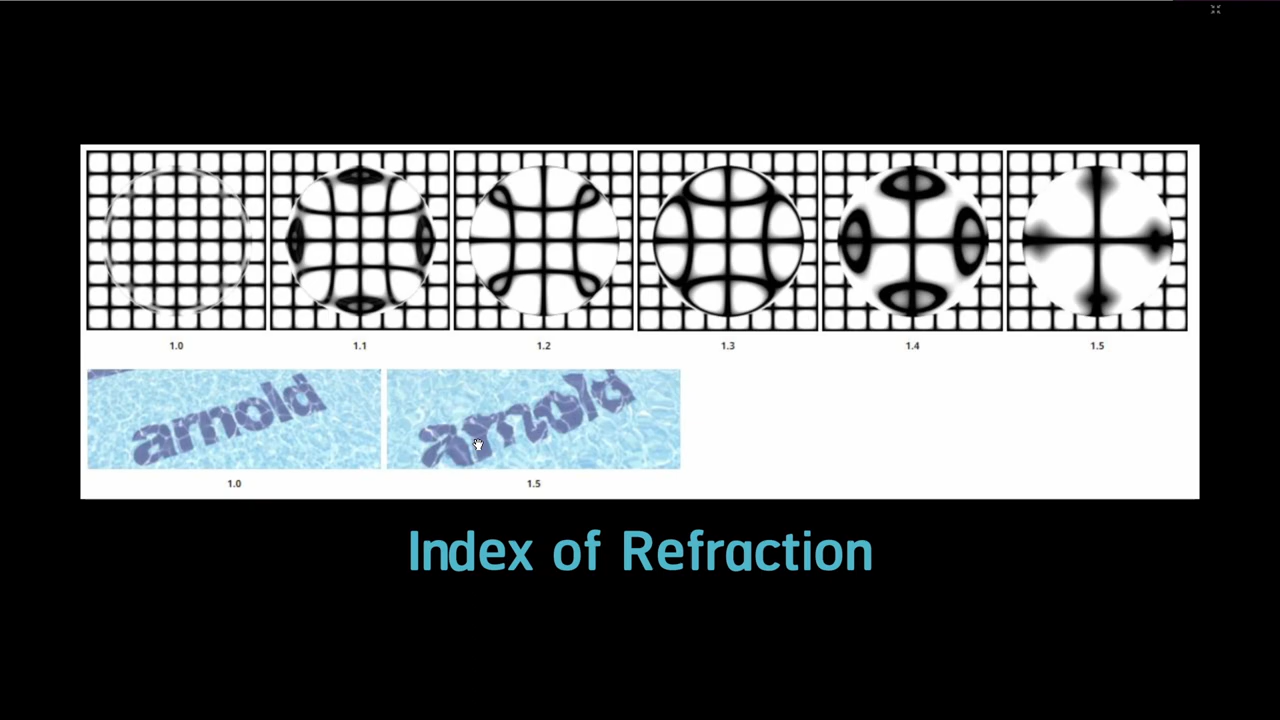 1.0 1.1 1.2 1.3 1.4 1.5
arnold arnold
1.0 1.5
Index of Refraction